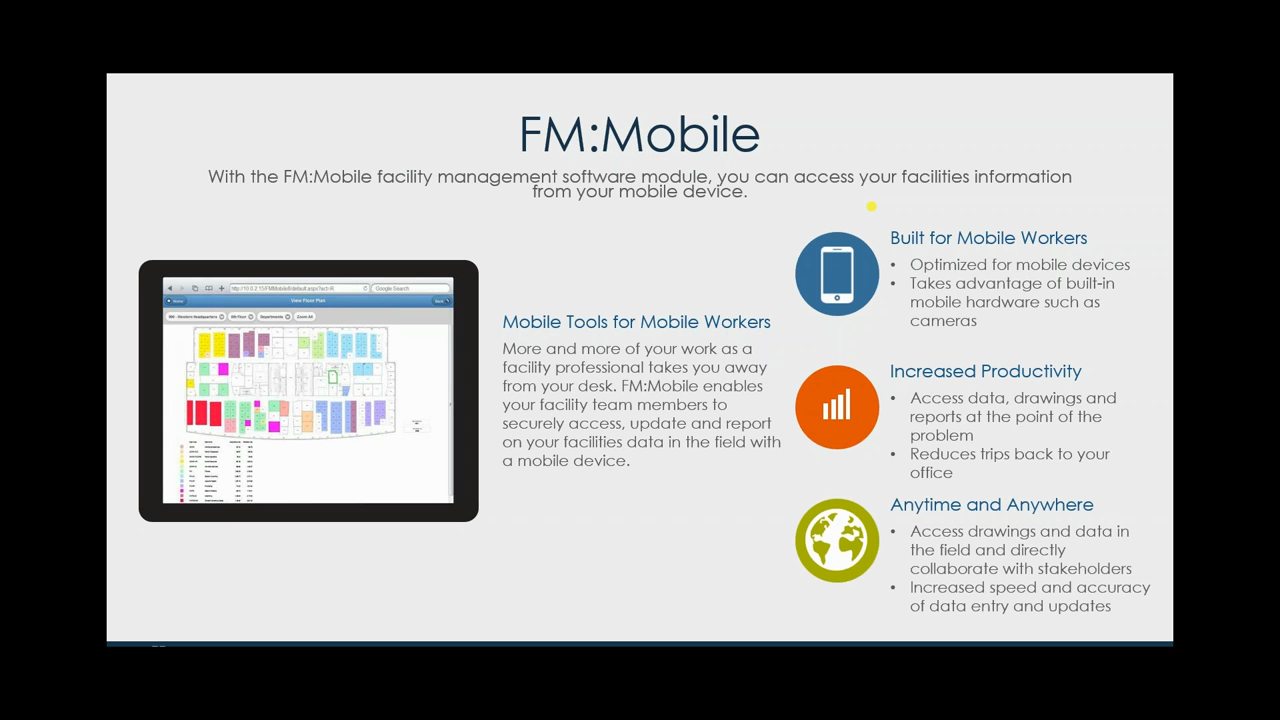 FM:Mobile
With the FM:Mobile facility management software module, you can access your facilities information
from your mobile device.
View Floor Plan
Google Search
Mobile Tools for Mobile Workers
More and more of your work as a
facility professional takes you away
from your desk. FM:Mobile enables
your facility team members to
securely access, update and report
on your facilities data in the field with
a mobile device.
Built for Mobile Workers
• Optimized for mobile devices
• Takes advantage of built-in
mobile hardware such as
cameras
Increased Productivity
• Access data, drawings and
reports at the point of the
problem
• Reduces trips back to your
office
Anytime and Anywhere
• Access drawings and data in
the field and directly
collaborate with stakeholders
• Increased speed and accuracy
of data entry and updates